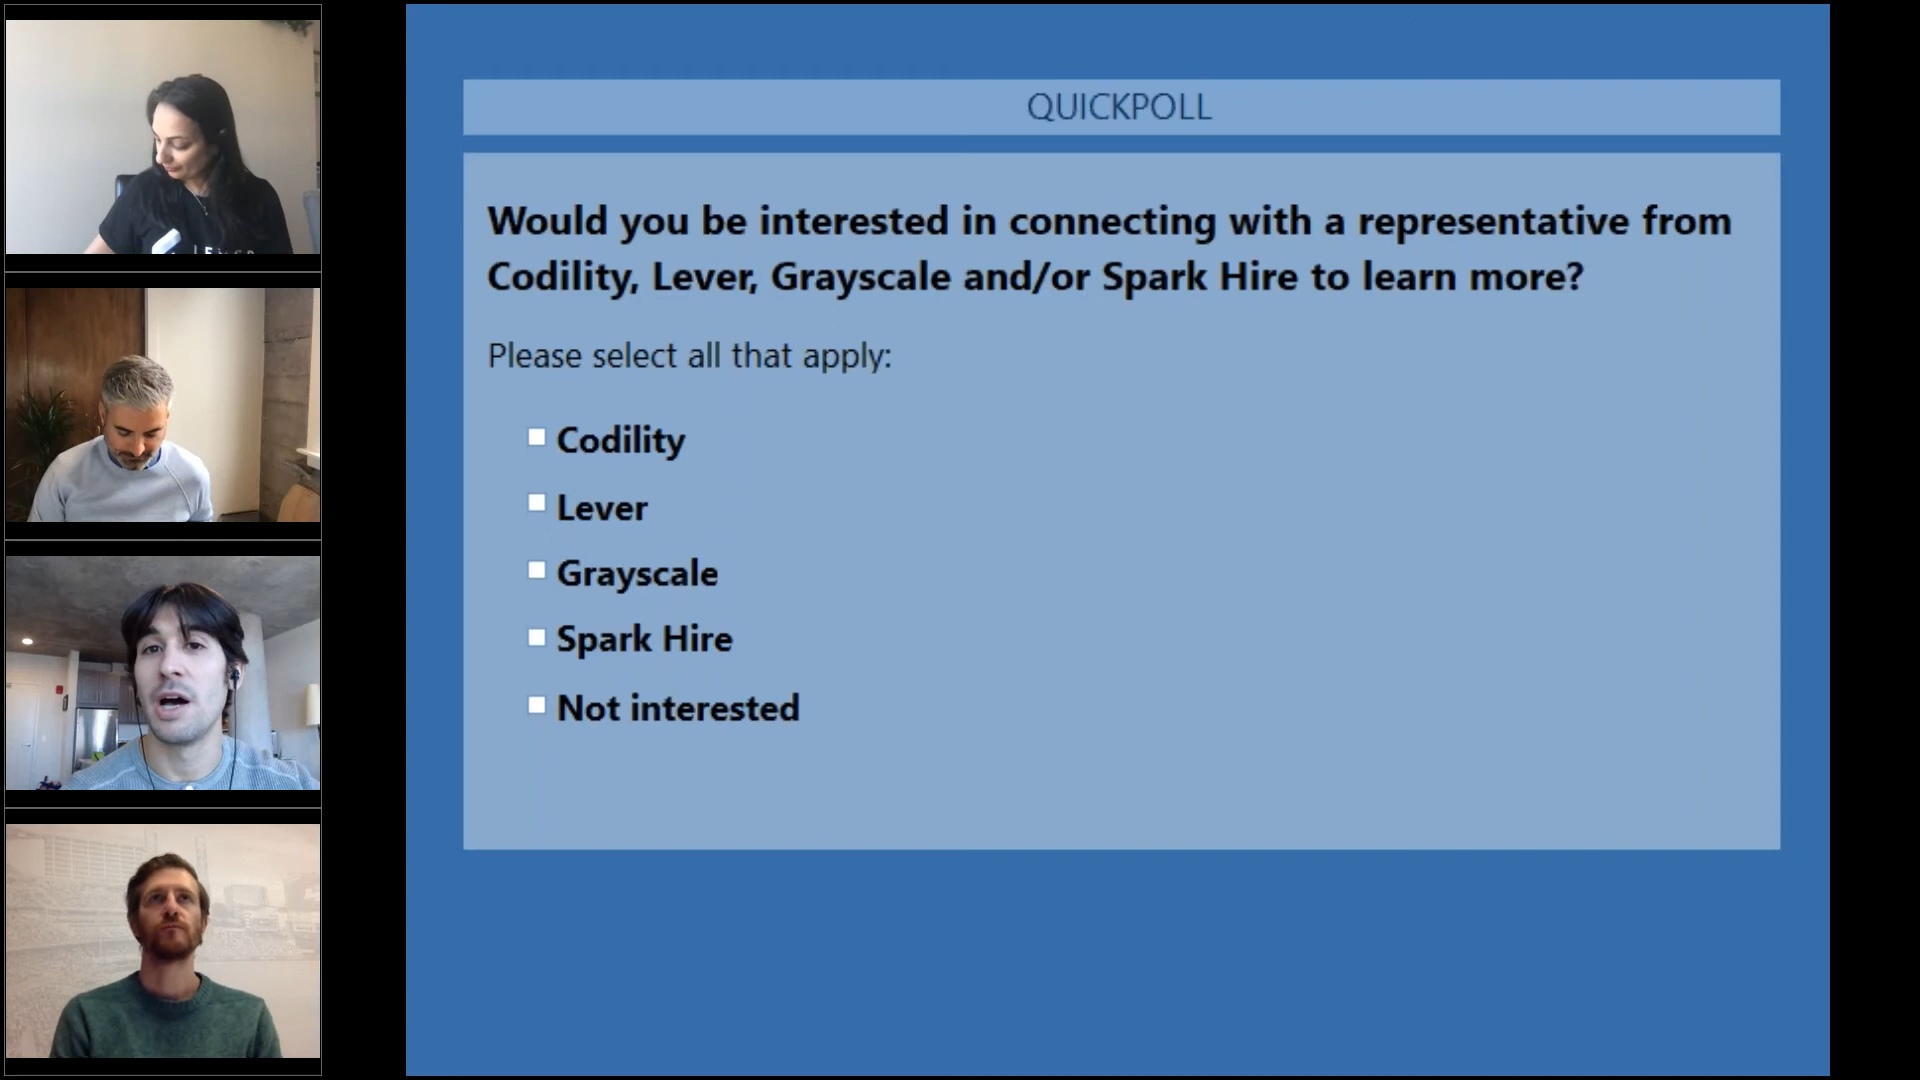 QUICKPOLL
Would you be interested in connecting with a representative from
Codility, Lever, Grayscale and/or Spark Hire to learn more?
Please select all that apply:
Codility
Lever
Grayscale
Spark Hire
Not interested